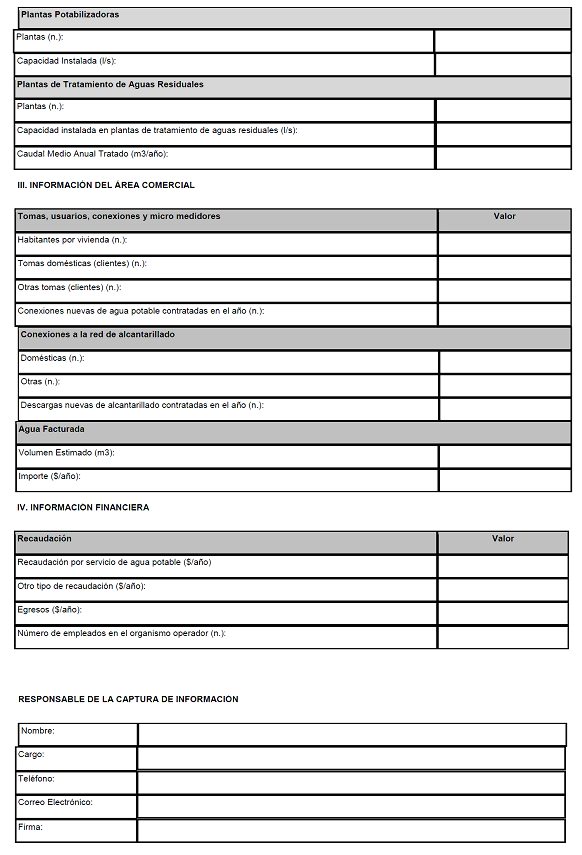 Plantas Potabilizadoras
Plantas (n.):
Capacidad Instalada (l/s):
Plantas de Tratamiento de Aguas Residuales
Plantas (n.):
Capacidad instalada en plantas de tratamiento de aguas residuales (l/s):
Caudal Medio Anual Tratado (m3/año):
III. INFORMACIÓN DEL ÁREA COMERCIAL
Tomas, usuarios, conexiones y micro medidores Valor
Habitantes por vivienda (n.):
Tomas domésticas (clientes) (n.):
Otras tomas (clientes) (n.):
Conexiones nuevas de agua potable contratadas en el año (n.):
Conexiones a la red de alcantarillado
Domésticas (n.):
Otras (n.):
Descargas nuevas de alcantarillado contratadas en el año (n.):
Agua Facturada
Volumen Estimado (m3):
Importe ($/año):
IV. INFORMACION FINANCIERA
Recaudación Valor
Recaudación por servicio de agua potable ($/año)
Otro tipo de recaudación ($/año):
Egresos ($/año):
Número de empleados en el organismo operador (n.):
RESPONSABLE DE LA CAPTURA DE INFORMACIÓN
Nombre:
Cargo:
Teléfono:
Correo Electrónico:
Firma: